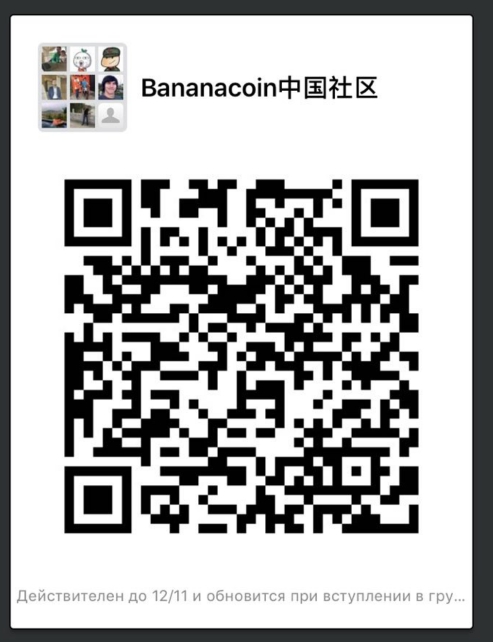 Bananacoin中国社区
Действителен до 12/11 и обновится при вступлении в гру...